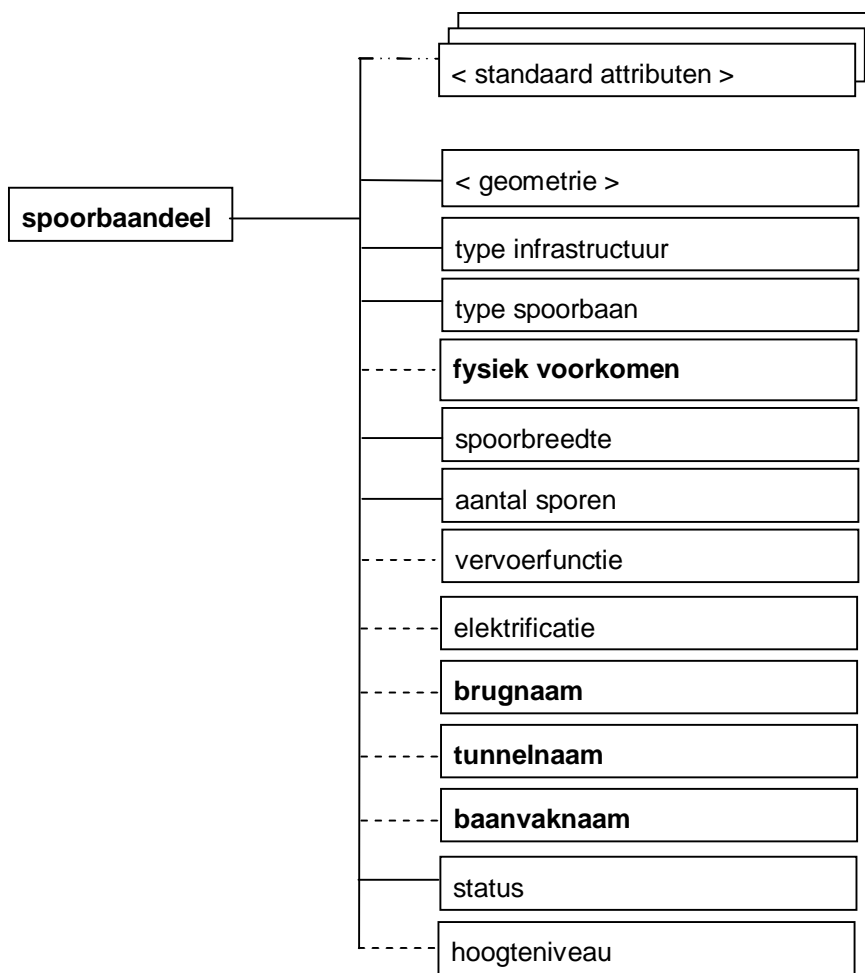 < standaard attributen >
< geometrie >
spoorbaandeel
type infrastructuur
type spoorbaan
fysiek voorkomen
spoorbreedte
aantal sporen
vervoerfunctie
elektrificatie
brugnaam
tunnelnaam
baanvaknaam
status
hoogteniveau